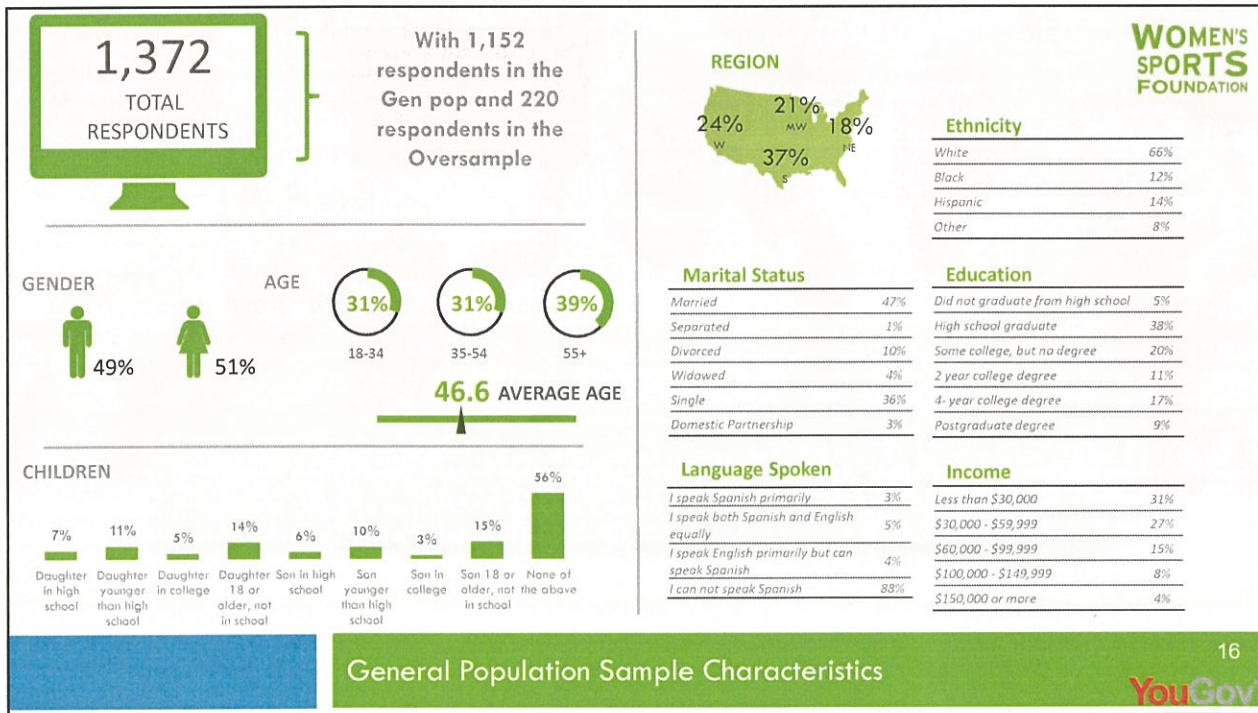 1,372
TOTAL
RESPONDENTS
With 1,152
respondents in the
Gen pop and 220
respondents in the
Oversample
GENDER
49%
51%
AGE
31%
18-34
31%
35-54
39%
55+
46.6 AVERAGE AGE
CHILDREN
7%
11%
5%
14%
6%
10%
3%
15%
56%
Daughter
in high
school
Daughter
younger
than high
school
Daughter
in college
Daughter
18 or
older, not
in school
Son in high
school
Son
younger
than high
school
Son in
college
Son 18 or
older, not
in school
None of
the above
REGION
24%
W
21%
MW
18%
NE
37%
S
WOMEN'S
SPORTS
FOUNDATION
Ethnicity
White 66%
Black 12%
Hispanic 14%
Other 8%
Marital Status
Married 47%
Separated 1%
Divorced 10%
Widowed 4%
Single 36%
Domestic Partnership 3%
Education
Did not graduate from high school 5%
High school graduate 38%
Some college, but no degree 20%
2 year college degree 11%
4- year college degree 17%
Postgraduate degree 9%
Language Spoken
I speak Spanish primarily 3%
I speak both Spanish and English
equally 5%
I speak English primarily but can
speak Spanish 4%
I can not speak Spanish 88%
Income
Less than $30,000 31%
$30,000 - $59,999 27%
$60,000 - $99,999 15%
$100,000 - $149,999 8%
$150,000 or more 4%
General Population Sample Characteristics
16
YouGov